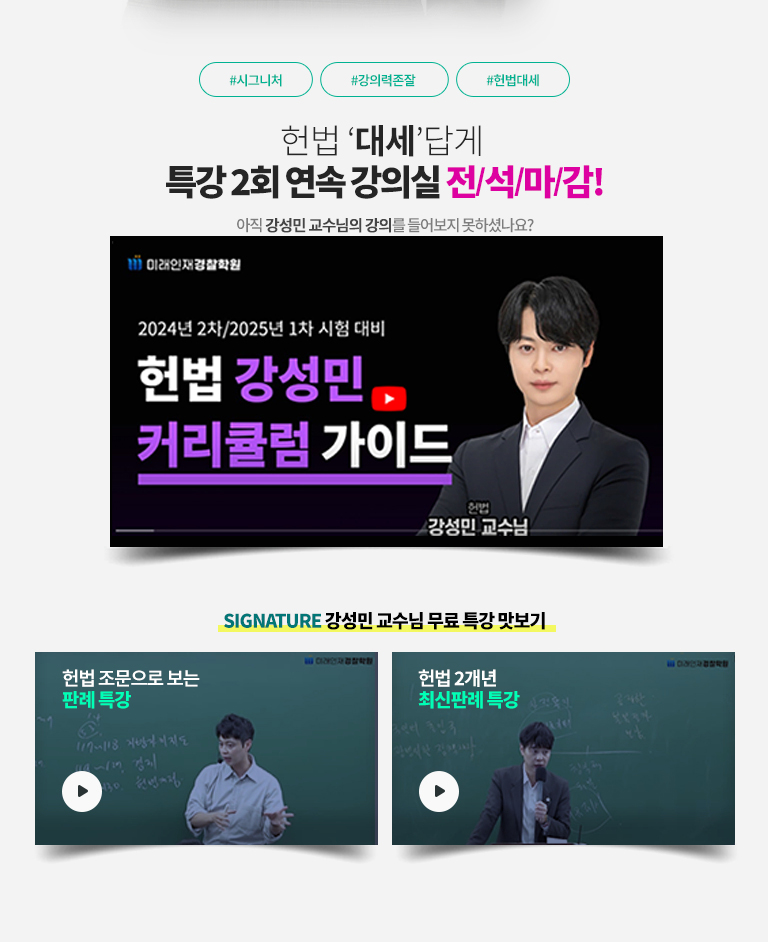 #시그니처 #강의력존잘 #헌법대세
헌법 ‘대세’답게
특강 2회 연속 강의실 전/석/마/감!
아직 강성민 교수님의 강의를 들어보지 못하셨나요?
미래인재경찰학원
2024년 2차/2025년 1차 시험 대비
헌법 강성민
커리큘럼 가이드
헌법
강성민 교수님
SIGNATURE 강성민 교수님 무료 특강 맛보기
미래인재경찰학원
헌법 조문으로 보는
판례 특강
117~118
미래인재경찰학원
헌법 2개년
최신판례 특강